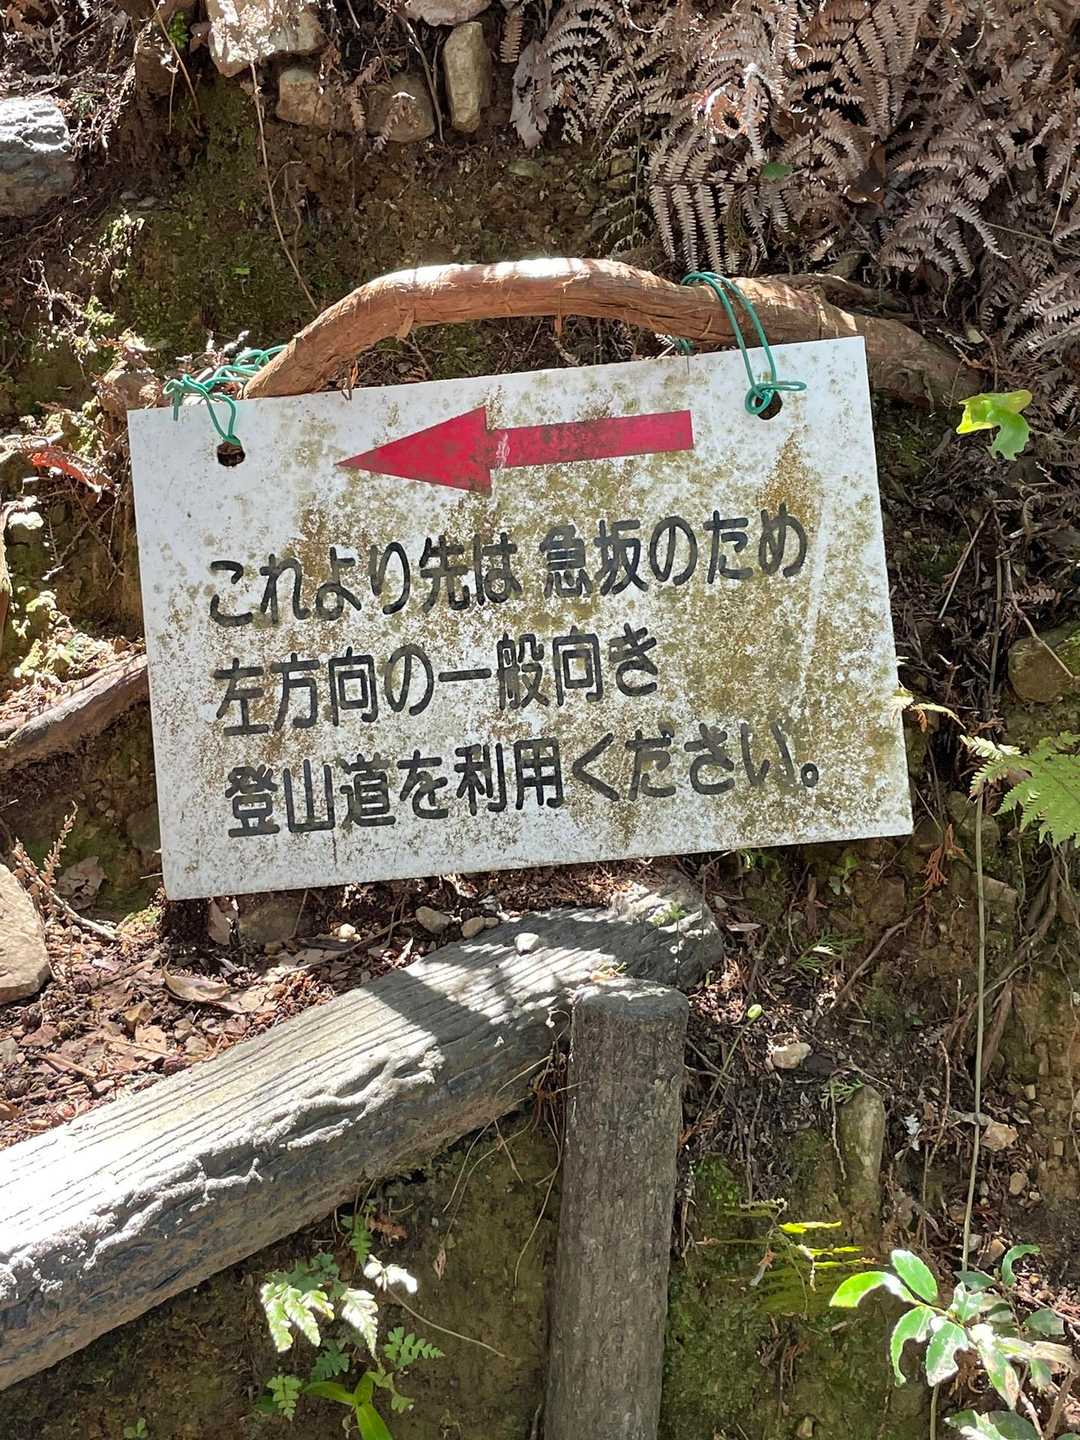 これより先は 急坂のため
左方向の一般向き
登山道を利用ください。